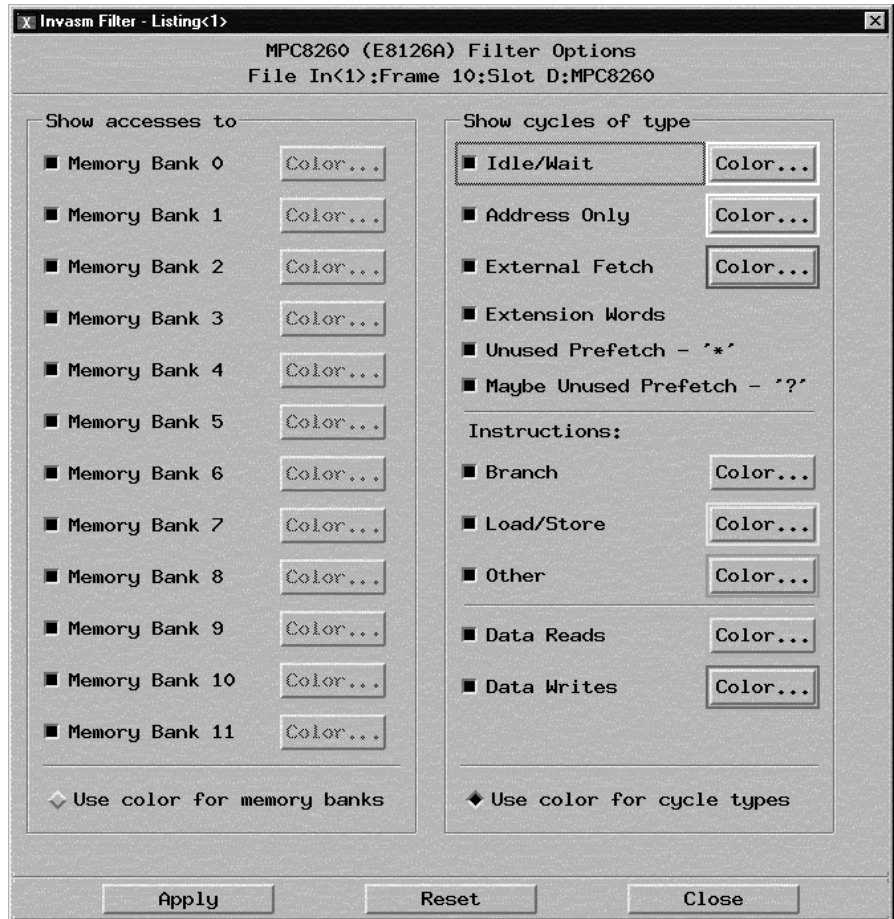 X Invasm Filter - Listing<1>
MPC8260 (E8126A) Filter Options
File In<1>:Frame 10:Slot D:MPC8260
Show accesses to
Memory Bank 0 Color...
Memory Bank 1 Color...
Memory Bank 2 Color...
Memory Bank 3 Color...
Memory Bank 4 Color...
Memory Bank 5 Color...
Memory Bank 6 Color...
Memory Bank 7 Color...
Memory Bank 8 Color...
Memory Bank 9 Color...
Memory Bank 10 Color...
Memory Bank 11 Color...
Use color for memory banks
Show cycles of type
Idle/Wait Color...
Address Only Color...
External Fetch Color...
Extension Words
Unused Prefetch - '*'
Maybe Unused Prefetch - '?'
Instructions:
Branch Color...
Load/Store Color...
Other Color...
Data Reads Color...
Data Writes Color...
Use color for cycle types
Apply Reset Close